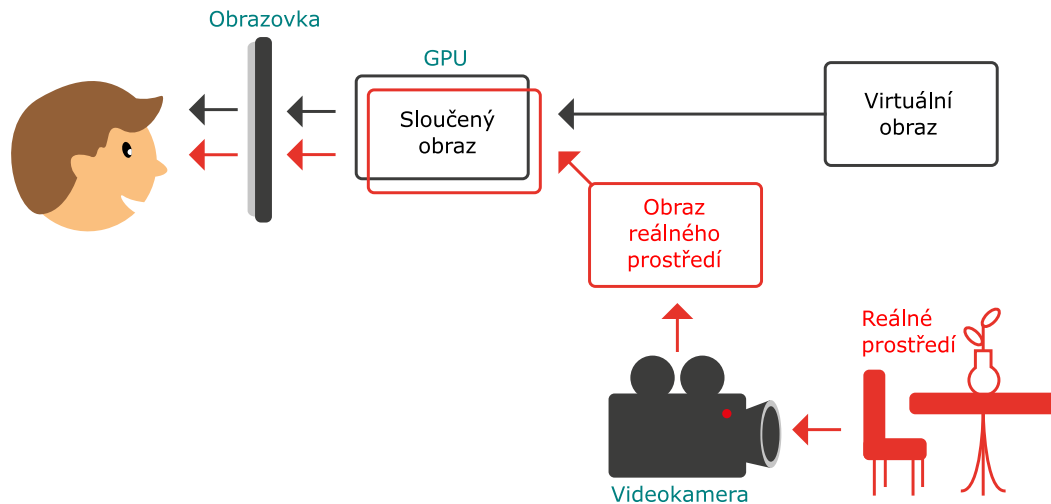 Obrazovka
GPU
Sloučený
obraz
Virtuální
obraz
Obraz
reálného
prostředí
Reálné
prostředí
Videokamera